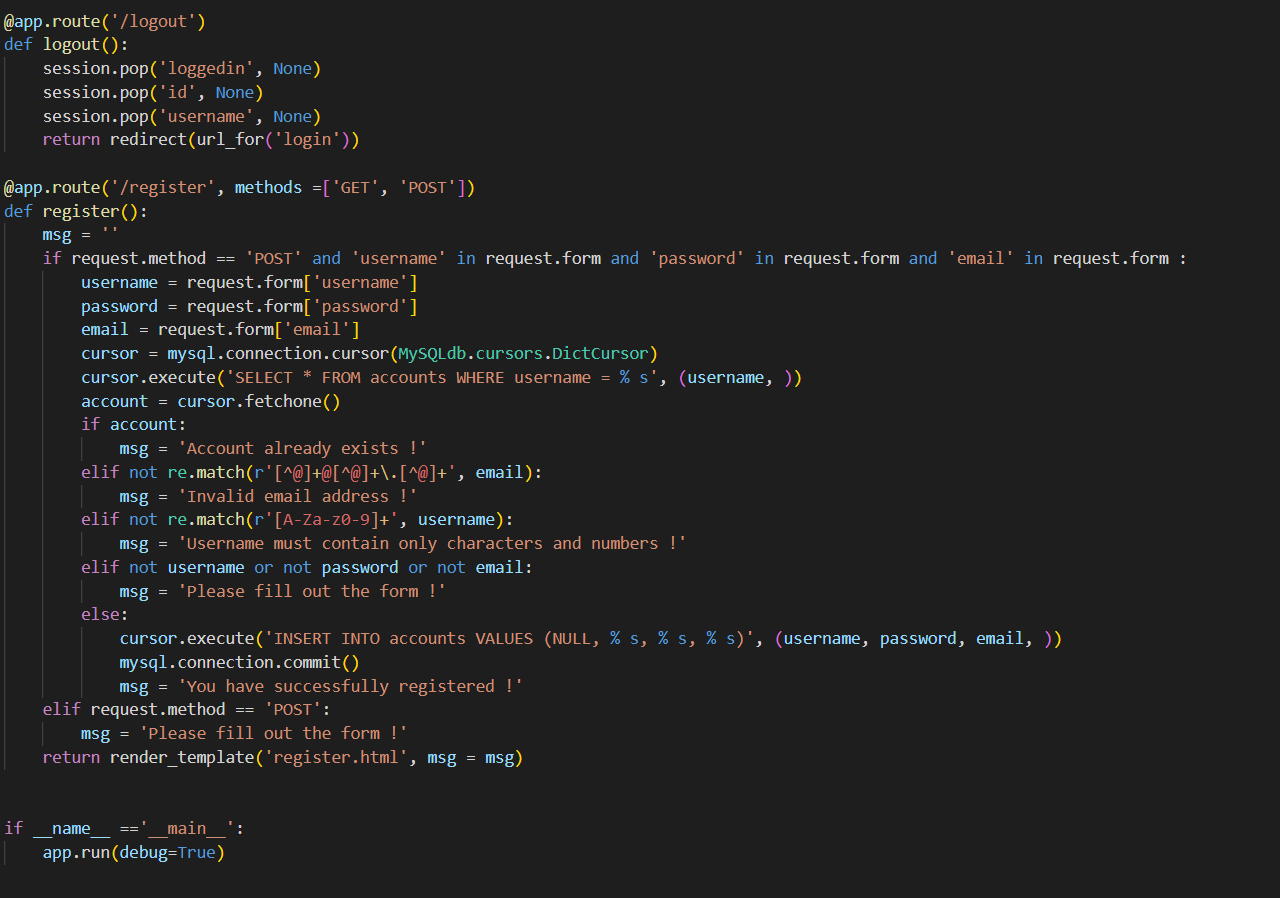 @app.route('/logout')
def logout():
    session.pop('loggedin', None)
    session.pop('id', None)
    session.pop('username', None)
    return redirect(url_for('login'))

@app.route('/register', methods =['GET', 'POST'])
def register():
    msg = ''
    if request.method == 'POST' and 'username' in request.form and 'password' in request.form and 'email' in request.form :
        username = request.form['username']
        password = request.form['password']
        email = request.form['email']
        cursor = mysql.connection.cursor(MySQLdb.cursors.DictCursor)
        cursor.execute('SELECT * FROM accounts WHERE username = % s', (username, ))
        account = cursor.fetchone()
        if account:
            msg = 'Account already exists !'
        elif not re.match(r'[^@]+@[^@]+\.[^@]+', email):
            msg = 'Invalid email address !'
        elif not re.match(r'[A-Za-z0-9]+', username):
            msg = 'Username must contain only characters and numbers !'
        elif not username or not password or not email:
            msg = 'Please fill out the form !'
        else:
            cursor.execute('INSERT INTO accounts VALUES (NULL, % s, % s, % s)', (username, password, email, ))
            mysql.connection.commit()
            msg = 'You have successfully registered !'
    elif request.method == 'POST':
        msg = 'Please fill out the form !'
    return render_template('register.html', msg = msg)


if __name__ =='__main__':
    app.run(debug=True)